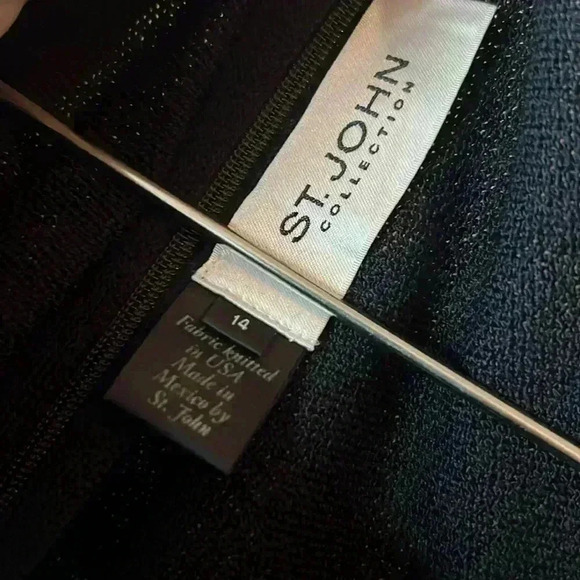 ST. JOHN
COLLECTION
14
Fabric knitted
in USA
Made in
Mexico by
St. John